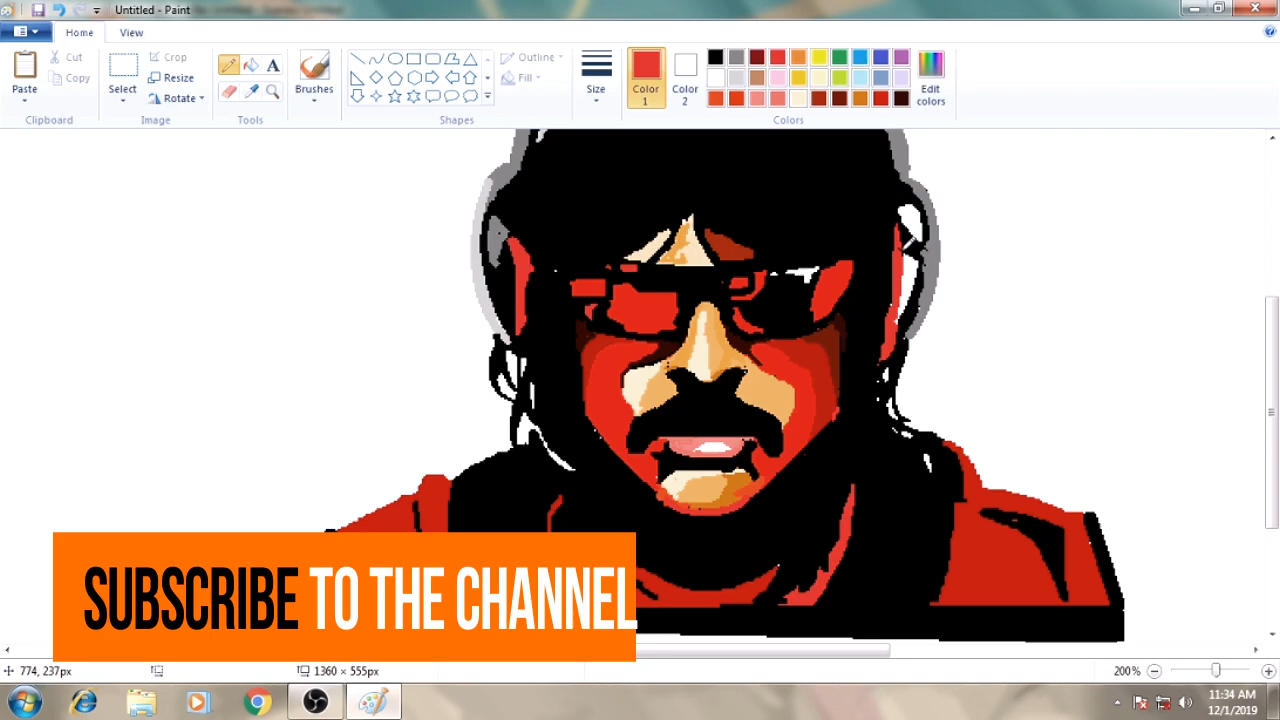 Untitled - Paint
Home
View
Paste
Cut
Copy
Clipboard
Select
Crop
Resize
Rotate
Image
A
Tools
Brushes
Outline
Fill
Shapes
Size
Color
1
Color
2
Edit
colors
Colors
SUBSCRIBE TO THE CHANNEL
774, 237px
1360 × 555px
200%
11:34 AM
12/1/2019